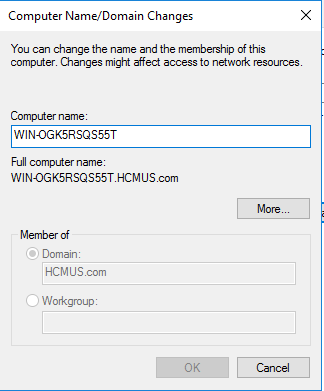 Computer Name/Domain Changes
You can change the name and the membership of this
computer. Changes might affect access to network resources.
Computer name:
WIN-OGK5RSQS55T
Full computer name:
WIN-OGK5RSQS55T.HCMUS.com
More...
Member of
Domain:
HCMUS.com
Workgroup:
OK
Cancel